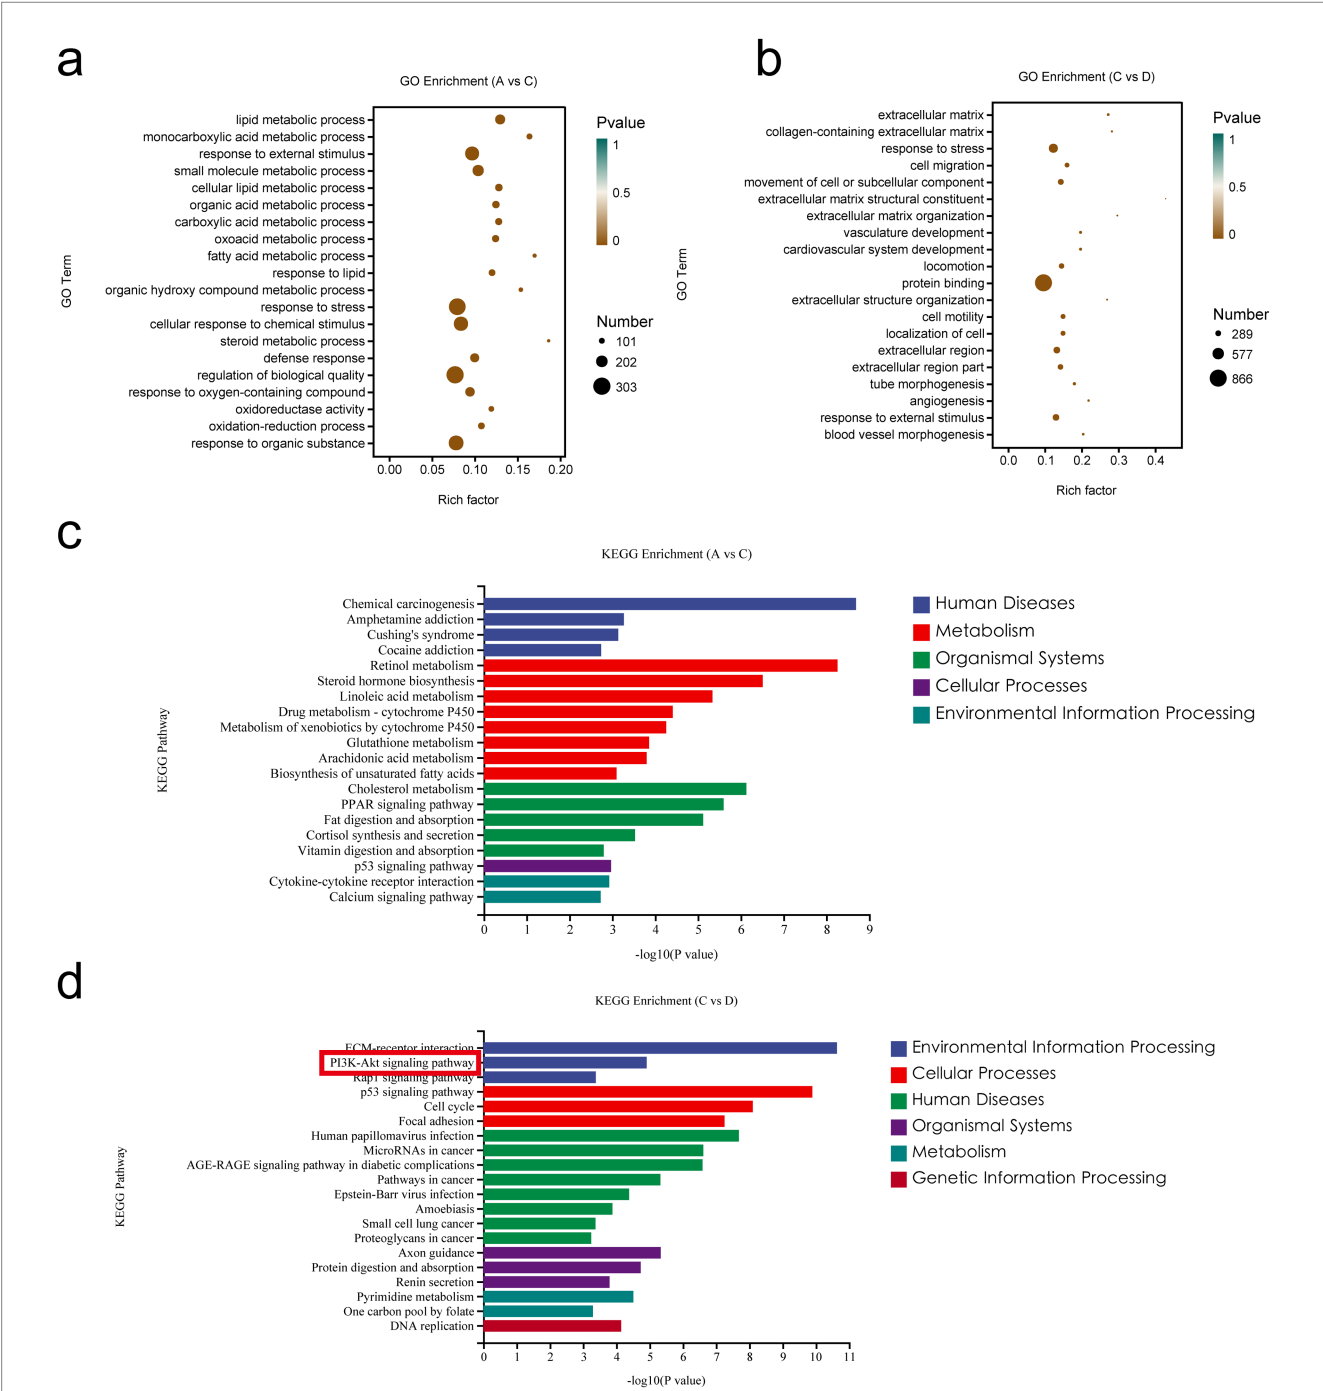 a
GO Enrichment (A vs C)
GO Term
lipid metabolic process
monocarboxylic acid metabolic process
response to external stimulus
small molecule metabolic process
cellular lipid metabolic process
organic acid metabolic process
carboxylic acid metabolic process
oxoacid metabolic process
fatty acid metabolic process
response to lipid
organic hydroxy compound metabolic process
response to stress
cellular response to chemical stimulus
steroid metabolic process
defense response
regulation of biological quality
response to oxygen-containing compound
oxidoreductase activity
oxidation-reduction process
response to organic substance
0.00 0.05 0.10 0.15 0.20
Rich factor
Pvalue
1
0.5
0
Number
101
202
303
b
GO Enrichment (C vs D)
GO Term
extracellular matrix
collagen-containing extracellular matrix
response to stress
cell migration
movement of cell or subcellular component
extracellular matrix structural constituent
extracellular matrix organization
vasculature development
cardiovascular system development
locomotion
protein binding
extracellular structure organization
cell motility
localization of cell
extracellular region
extracellular region part
tube morphogenesis
angiogenesis
response to external stimulus
blood vessel morphogenesis
0.0 0.1 0.2 0.3 0.4
Rich factor
Pvalue
1
0.5
0
Number
289
577
866
c
KEGG Enrichment (A vs C)
KEGG Pathway
Chemical carcinogenesis
Amphetamine addiction
Cushing's syndrome
Cocaine addiction
Retinol metabolism
Steroid hormone biosynthesis
Linoleic acid metabolism
Drug metabolism - cytochrome P450
Metabolism of xenobiotics by cytochrome P450
Glutathione metabolism
Arachidonic acid metabolism
Biosynthesis of unsaturated fatty acids
Cholesterol metabolism
PPAR signaling pathway
Fat digestion and absorption
Cortisol synthesis and secretion
Vitamin digestion and absorption
p53 signaling pathway
Cytokine-cytokine receptor interaction
Calcium signaling pathway
0 1 2 3 4 5 6 7 8 9
-log10(P value)
Human Diseases
Metabolism
Organismal Systems
Cellular Processes
Environmental Information Processing
d
KEGG Enrichment (C vs D)
KEGG Pathway
ECM-receptor interaction
PI3K-Akt signaling pathway
Rap1 signaling pathway
p53 signaling pathway
Cell cycle
Focal adhesion
Human papillomavirus infection
MicroRNAs in cancer
AGE-RAGE signaling pathway in diabetic complications
Pathways in cancer
Epstein-Barr virus infection
Amoebiasis
Small cell lung cancer
Proteoglycans in cancer
Axon guidance
Protein digestion and absorption
Renin secretion
Pyrimidine metabolism
One carbon pool by folate
DNA replication
0 1 2 3 4 5 6 7 8 9 10 11
-log10(P value)
Environmental Information Processing
Cellular Processes
Human Diseases
Organismal Systems
Metabolism
Genetic Information Processing